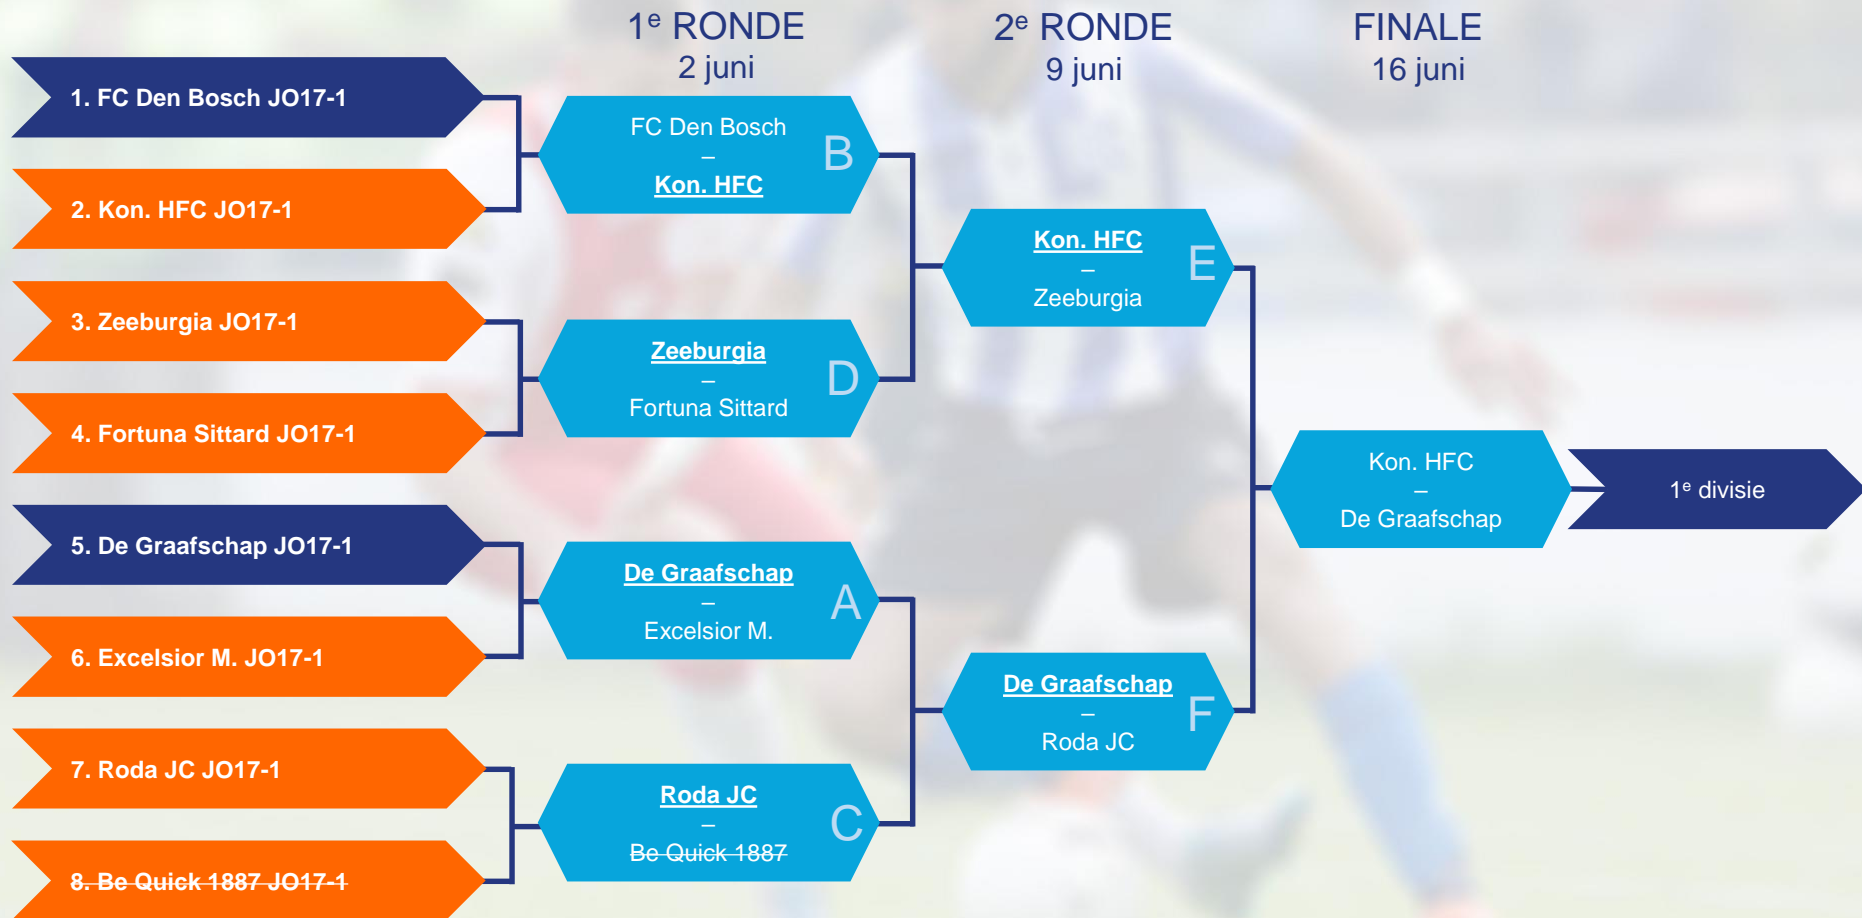 1e RONDE
2 juni
2e RONDE
9 juni
FINALE
16 juni
1. FC Den Bosch JO17-1
2. Kon. HFC JO17-1
3. Zeeburgia JO17-1
4. Fortuna Sittard JO17-1
5. De Graafschap JO17-1
6. Excelsior M. JO17-1
7. Roda JC JO17-1
8. Be Quick 1887 JO17-1
FC Den Bosch
–
Kon. HFC
B
Zeeburgia
–
Fortuna Sittard
D
De Graafschap
–
Excelsior M.
A
Roda JC
–
Be Quick 1887
C
Kon. HFC
–
Zeeburgia
E
De Graafschap
–
Roda JC
F
Kon. HFC
–
De Graafschap
1e divisie